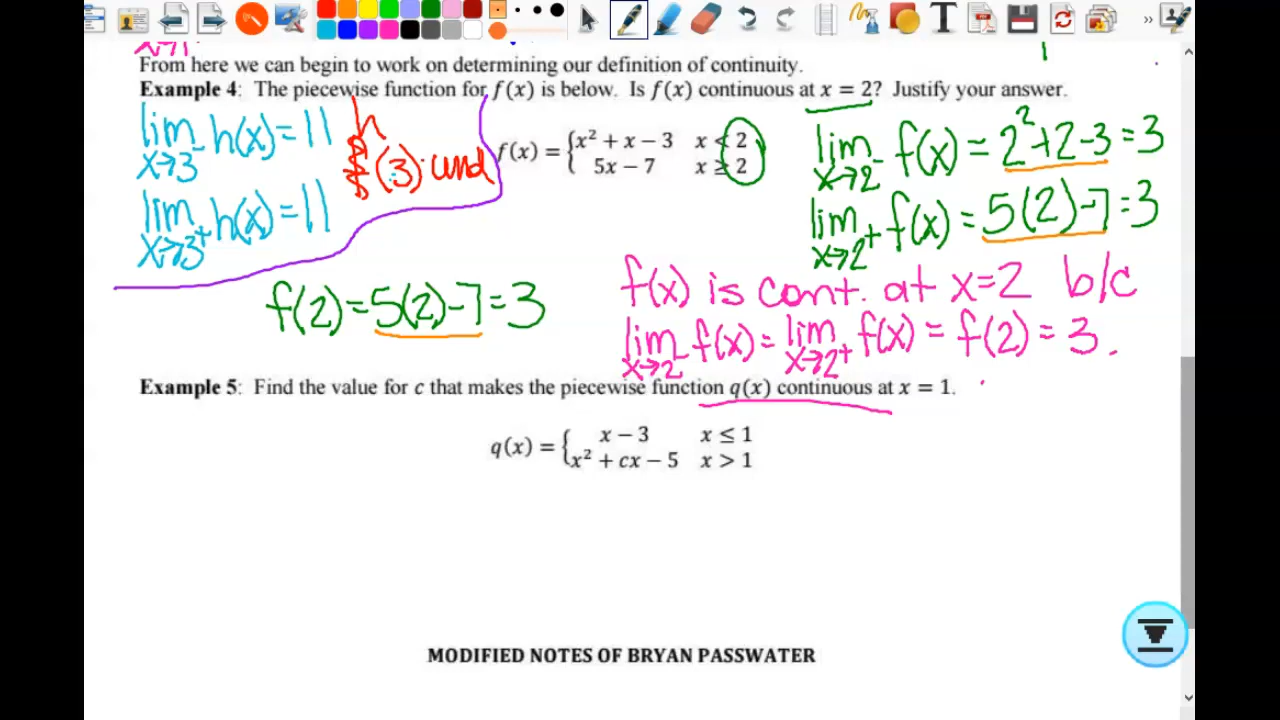 x→1
From here we can begin to work on determining our definition of continuity.
Example 4: The piecewise function for f(x) is below. Is f(x) continuous at x = 2? Justify your answer.
lim x→3⁻ h(x) = 11
h
f(3) und
lim x→3⁺ h(x) = 11
f(x) = { x² + x − 3 x < 2
5x − 7 x ≥ 2
lim x→2⁻ f(x) = 2² + 2 − 3 = 3
lim x→2⁺ f(x) = 5(2) − 7 = 3
f(2) = 5(2) − 7 = 3
f(x) is cont. at x = 2 b/c
lim x→2⁻ f(x) = lim x→2⁺ f(x) = f(2) = 3.
Example 5: Find the value for c that makes the piecewise function q(x) continuous at x = 1.
q(x) = { x − 3 x ≤ 1
x² + cx − 5 x > 1
MODIFIED NOTES OF BRYAN PASSWATER